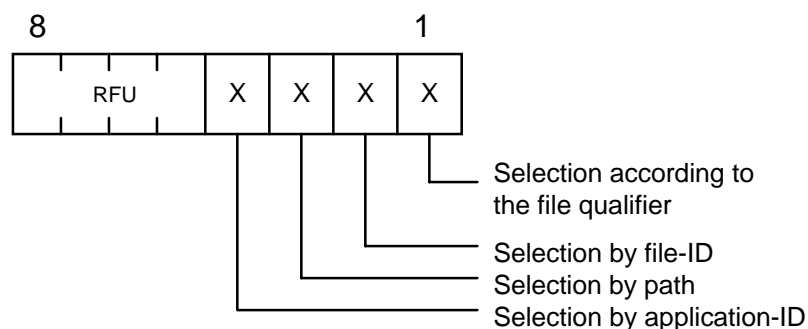 8 1
RFU X X X X
Selection according to
the file qualifier
Selection by file-ID
Selection by path
Selection by application-ID